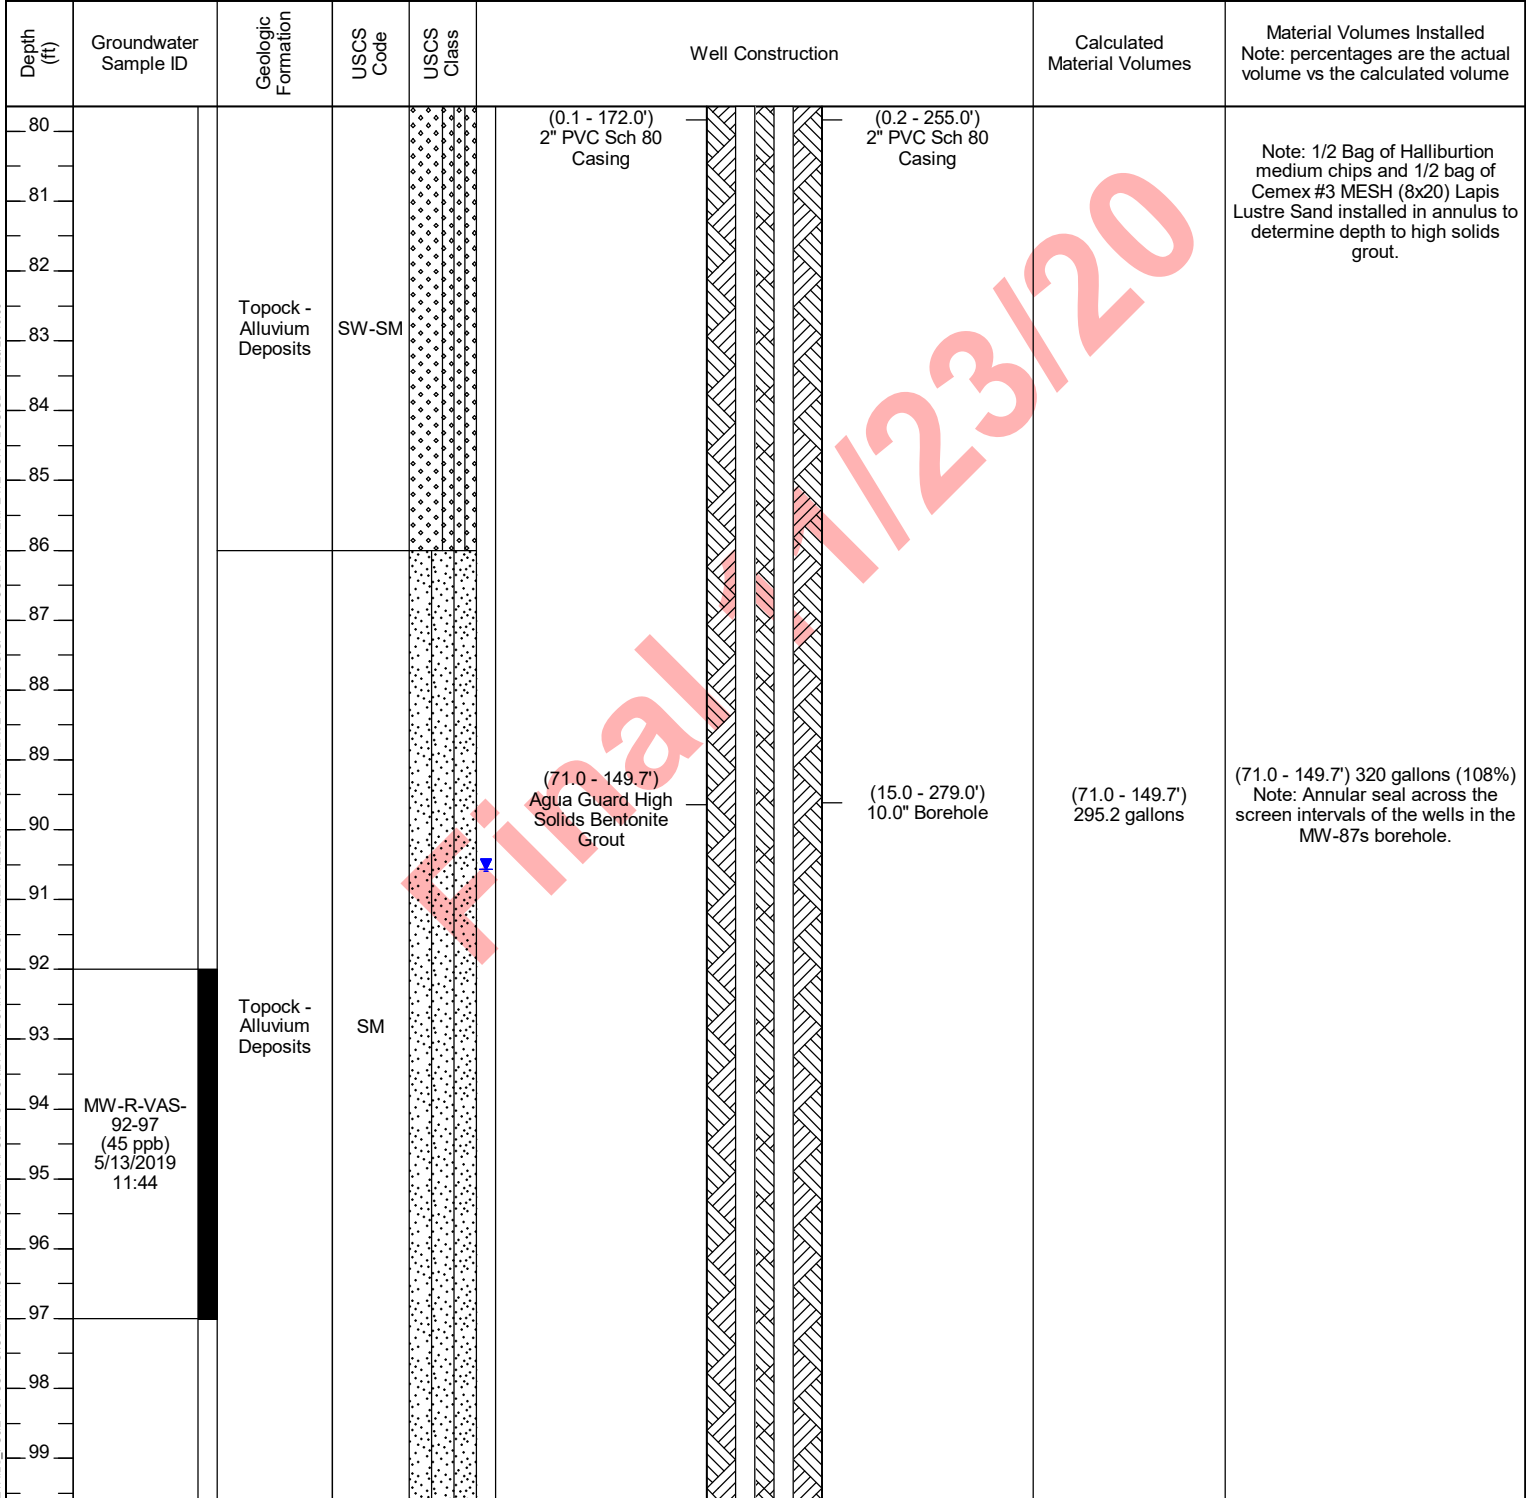 Depth
(ft)
Groundwater
Sample ID
Geologic
Formation
USCS
Code
USCS
Class
Well Construction
Calculated
Material Volumes
Material Volumes Installed
Note: percentages are the actual
volume vs the calculated volume
80
81
82
83
84
85
86
87
88
89
90
91
92
93
94
95
96
97
98
99
MW-R-VAS-
92-97
(45 ppb)
5/13/2019
11:44
Topock -
Alluvium
Deposits
SW-SM
Topock -
Alluvium
Deposits
SM
(0.1 - 172.0')
2" PVC Sch 80
Casing
(0.2 - 255.0')
2" PVC Sch 80
Casing
(71.0 - 149.7')
Agua Guard High
Solids Bentonite
Grout
(15.0 - 279.0')
10.0" Borehole
(71.0 - 149.7')
295.2 gallons
Note: 1/2 Bag of Halliburtion
medium chips and 1/2 bag of
Cemex #3 MESH (8x20) Lapis
Lustre Sand installed in annulus to
determine depth to high solids
grout.
(71.0 - 149.7') 320 gallons (108%)
Note: Annular seal across the
screen intervals of the wells in the
MW-87s borehole.
Final 11/23/20